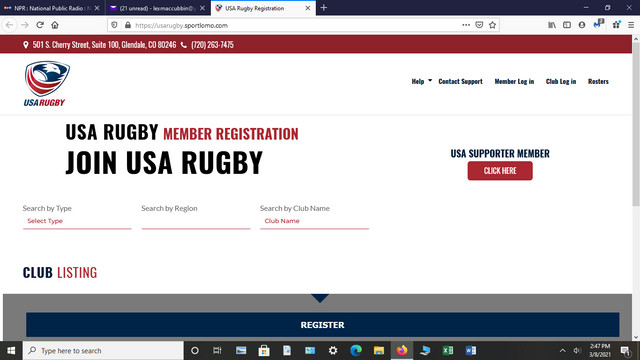 NPR : National Public Radio : N
(21 unread) - lexmaccubbin@
USA Rugby Registration
https://usarugby.sportlomo.com
501 S. Cherry Street, Suite 100, Glendale, CO 80246 (720) 263-7475
USA RUGBY
Help Contact Support Member Log in Club Log in Rosters
USA RUGBY MEMBER REGISTRATION
JOIN USA RUGBY
USA SUPPORTER MEMBER
CLICK HERE
Search by Type Search by Region Search by Club Name
Select Type Club Name
CLUB LISTING
REGISTER
Type here to search
2:47 PM
3/8/2021